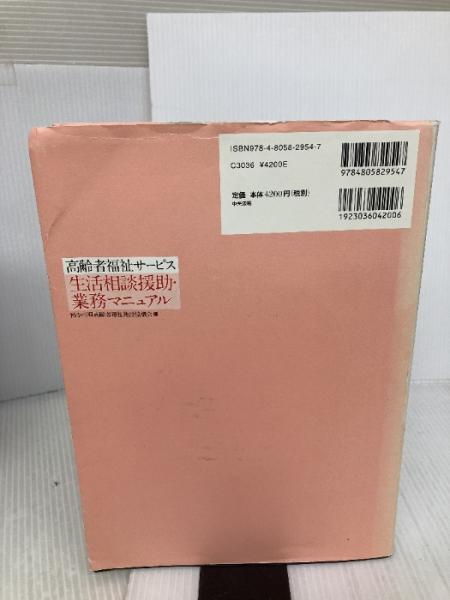 ISBN978-4-8058-2954-7
C3036 ¥4200E
定価 本体4200円(税別)
中央法規
9784805829547
1923036042006
高齢者福祉サービス
生活相談援助・
業務マニュアル